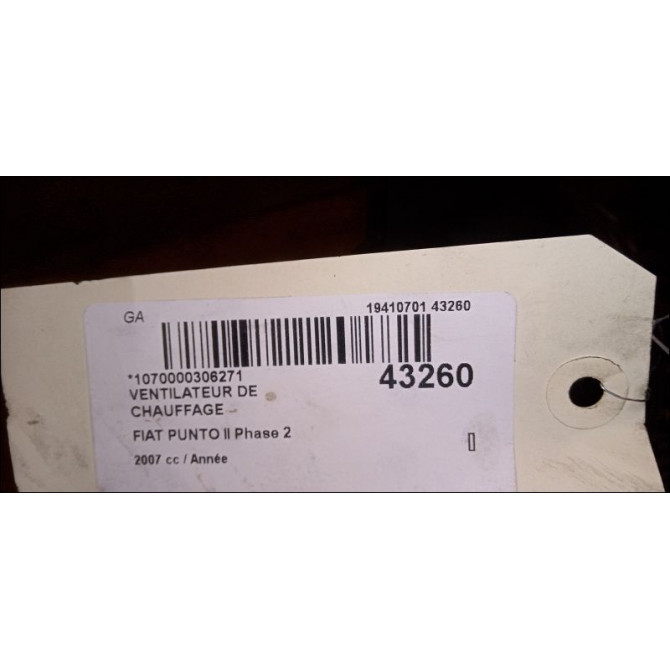 GA
19410701 43260
*1070000306271
43260
VENTILATEUR DE
CHAUFFAGE
FIAT PUNTO II Phase 2
2007 cc / Année